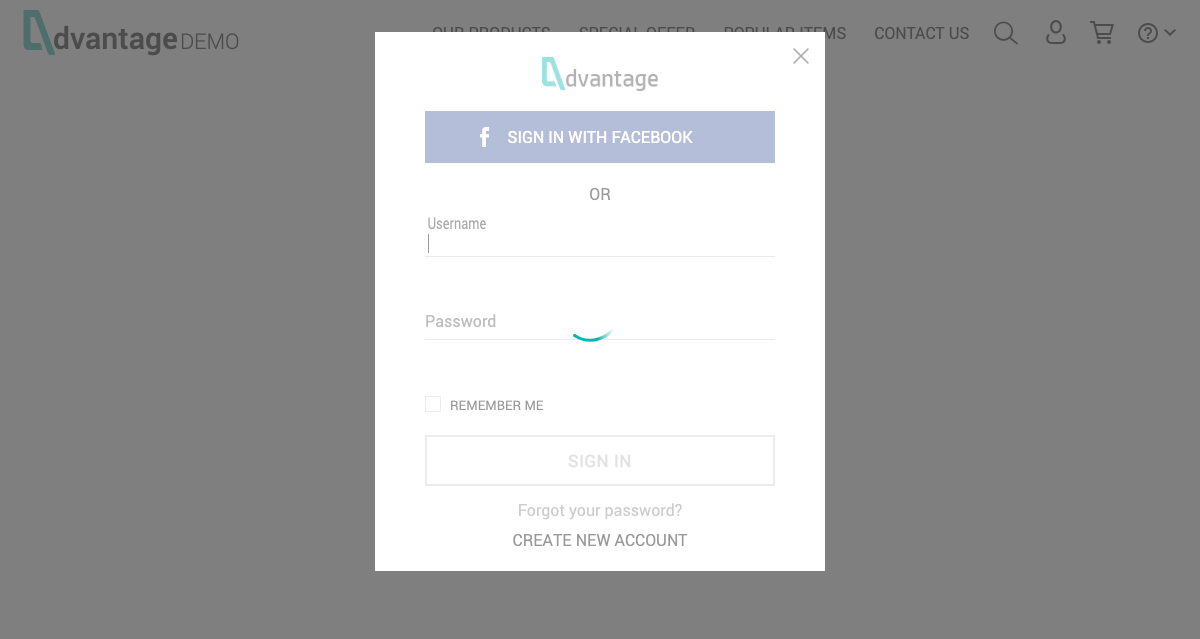 dvantage DEMO
OUR PRODUCTS SPECIAL OFFER POPULAR ITEMS CONTACT US
dvantage
f SIGN IN WITH FACEBOOK
OR
Username
Password
REMEMBER ME
SIGN IN
Forgot your password?
CREATE NEW ACCOUNT